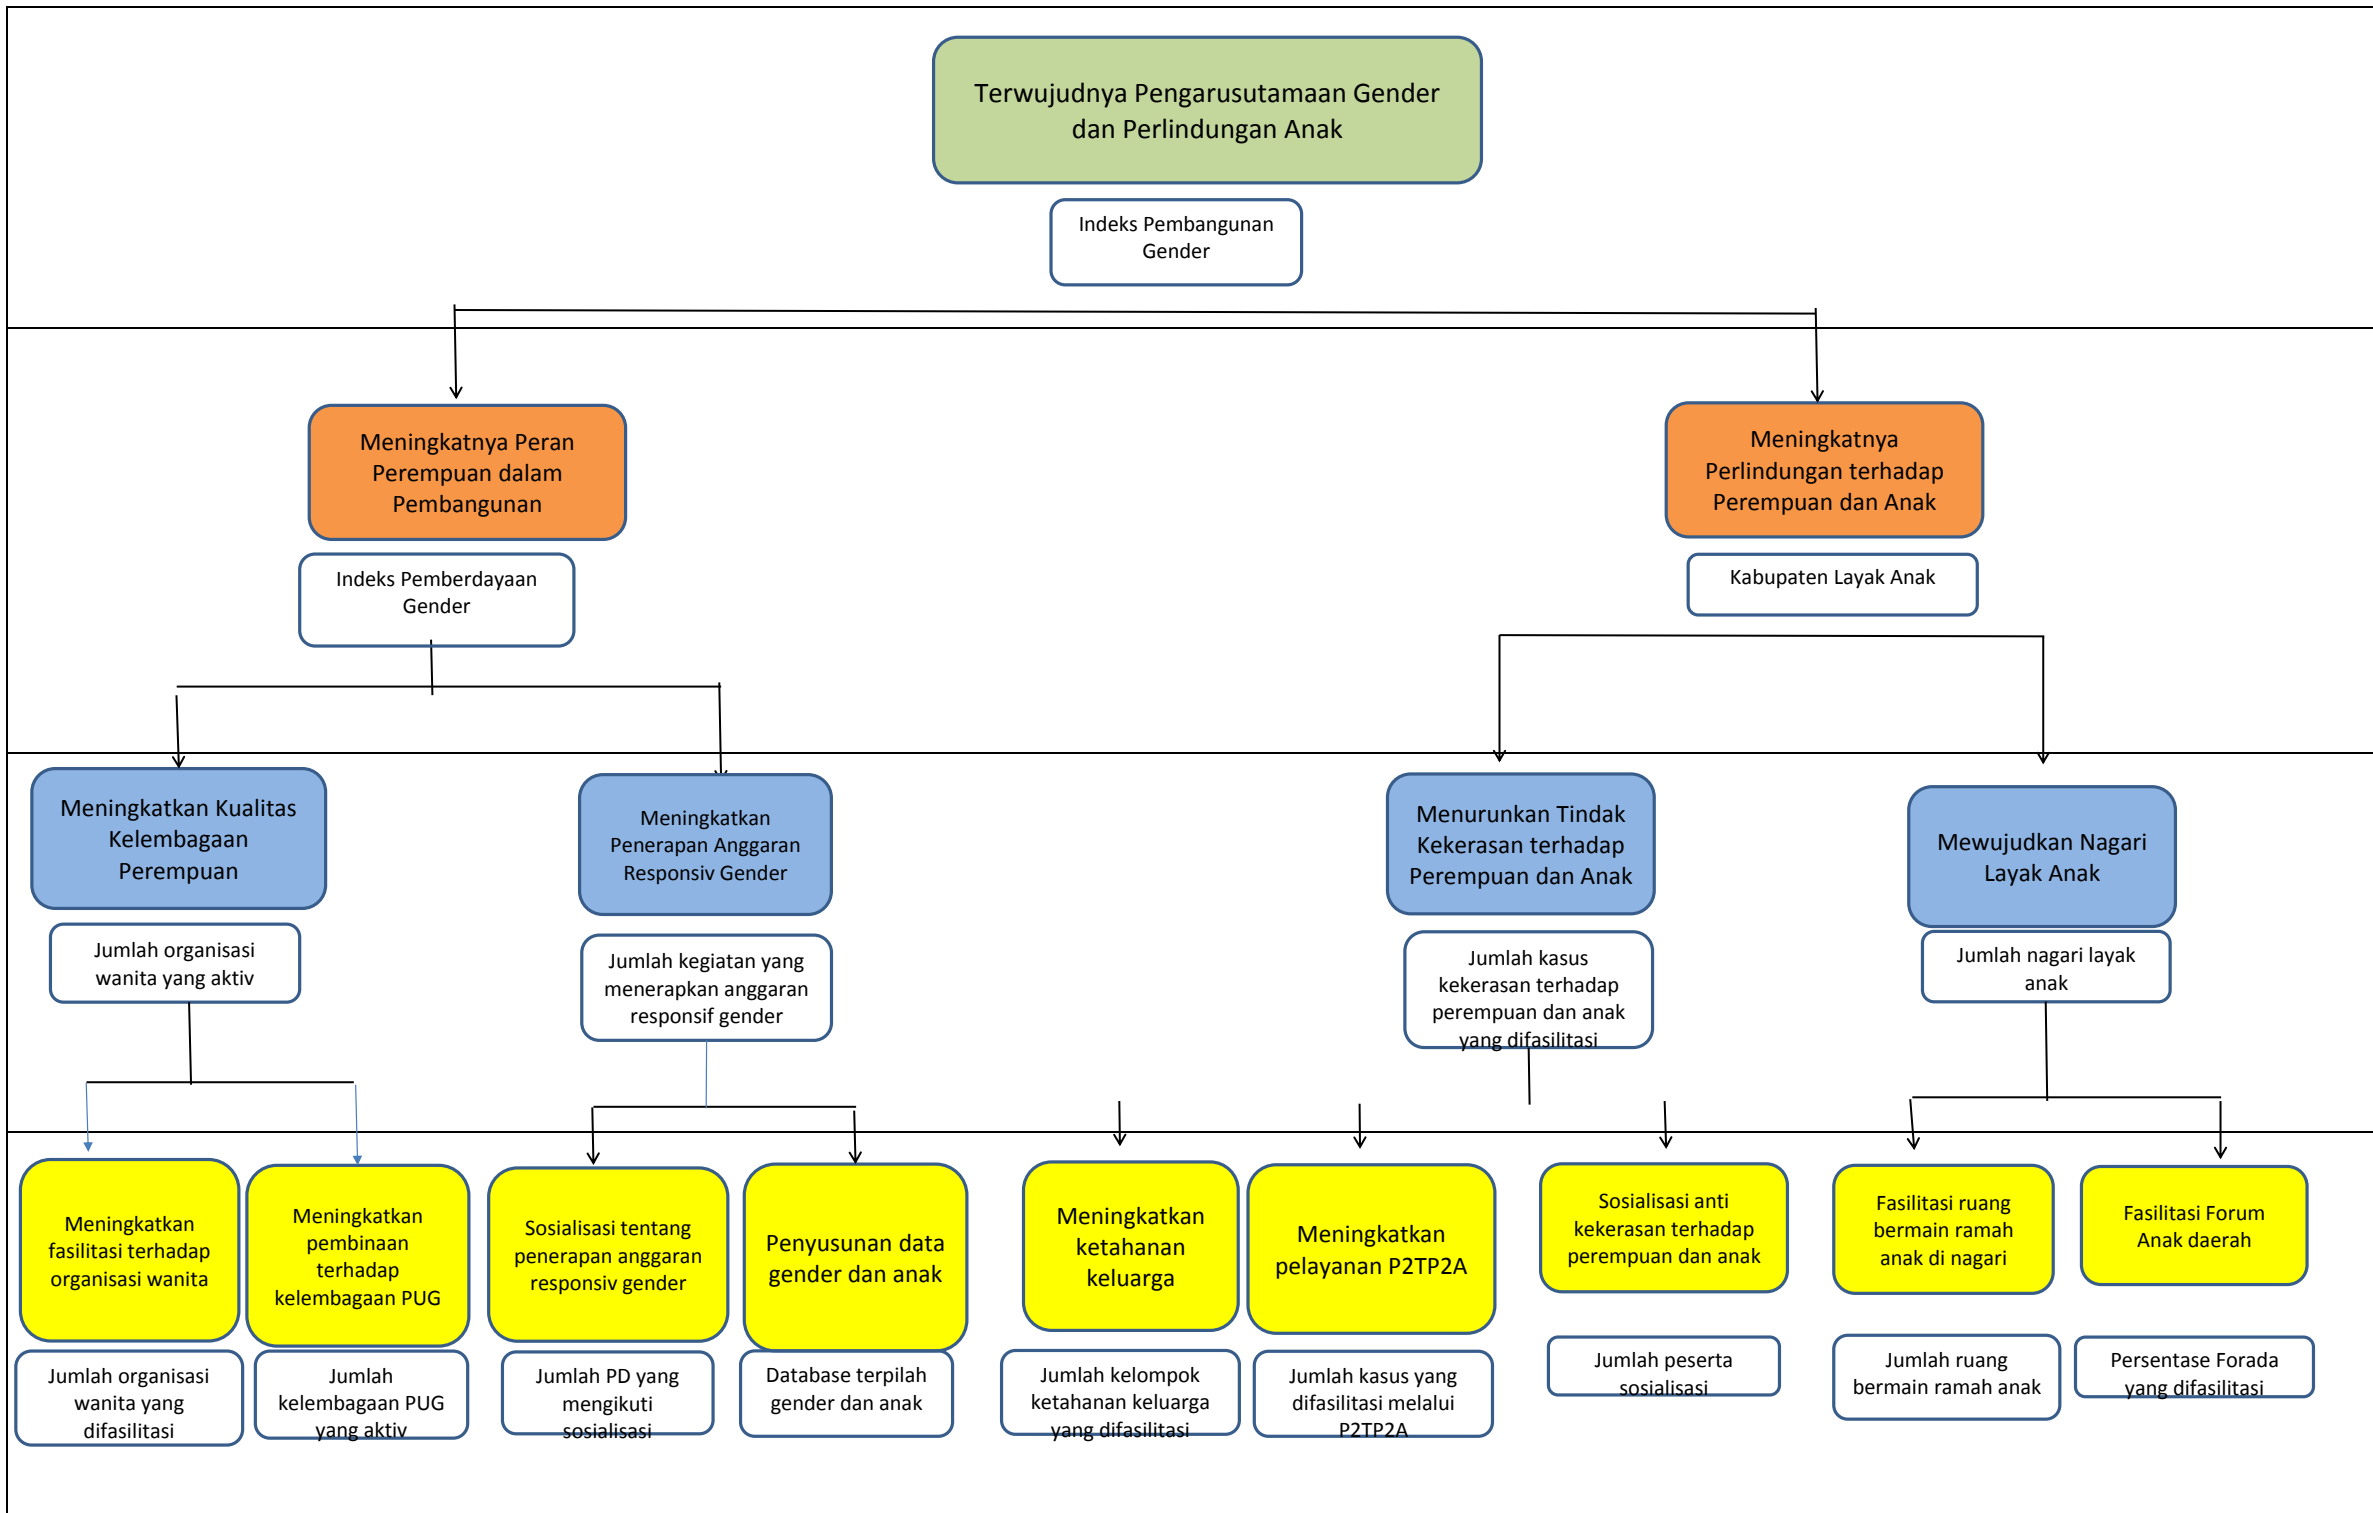 Terwujudnya Pengarusutamaan Gender
dan Perlindungan Anak
Indeks Pembangunan
Gender
Meningkatnya Peran
Perempuan dalam
Pembangunan
Indeks Pemberdayaan
Gender
Meningkatnya
Perlindungan terhadap
Perempuan dan Anak
Kabupaten Layak Anak
Meningkatkan Kualitas
Kelembagaan
Perempuan
Jumlah organisasi
wanita yang aktiv
Meningkatkan
Penerapan Anggaran
Responsiv Gender
Jumlah kegiatan yang
menerapkan anggaran
responsif gender
Menurunkan Tindak
Kekerasan terhadap
Perempuan dan Anak
Jumlah kasus
kekerasan terhadap
perempuan dan anak
yang difasilitasi
Mewujudkan Nagari
Layak Anak
Jumlah nagari layak
anak
Meningkatkan
fasilitasi terhadap
organisasi wanita
Jumlah organisasi
wanita yang
difasilitasi
Meningkatkan
pembinaan
terhadap
kelembagaan PUG
Jumlah
kelembagaan PUG
yang aktiv
Sosialisasi tentang
penerapan anggaran
responsiv gender
Jumlah PD yang
mengikuti
sosialisasi
Penyusunan data
gender dan anak
Database terpilah
gender dan anak
Meningkatkan
ketahanan
keluarga
Jumlah kelompok
ketahanan keluarga
yang difasilitasi
Meningkatkan
pelayanan P2TP2A
Jumlah kasus yang
difasilitasi melalui
P2TP2A
Sosialisasi anti
kekerasan terhadap
perempuan dan anak
Jumlah peserta
sosialisasi
Fasilitasi ruang
bermain ramah
anak di nagari
Jumlah ruang
bermain ramah anak
Fasilitasi Forum
Anak daerah
Persentase Forada
yang difasilitasi